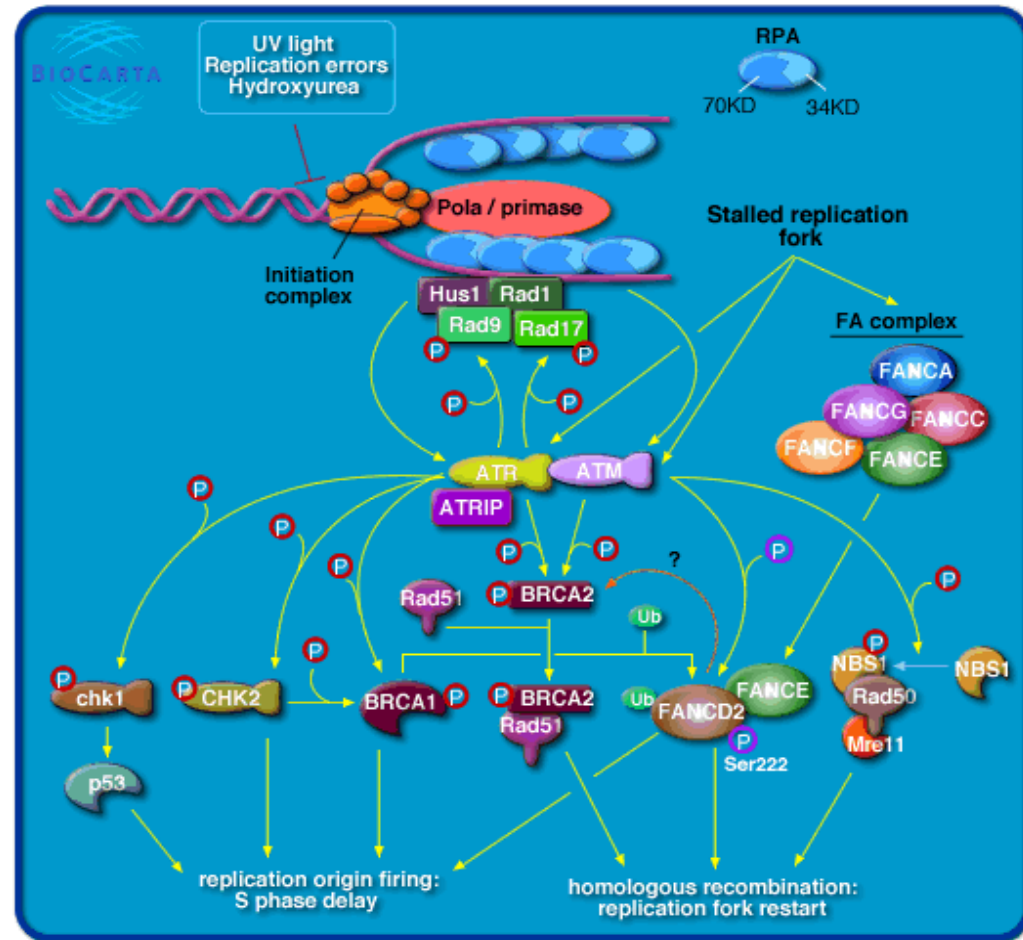 BIOCARTA
UV light
Replication errors
Hydroxyurea
RPA
70KD
34KD
Pola / primase
Stalled replication
fork
Initiation
complex
Hus1
Rad1
Rad9
Rad17
P
P
P
P
FA complex
FANCA
FANCG
FANCC
FANCF
FANCE
ATR
ATM
ATRIP
P
P
P
P
P
P
P
?
Rad51
P
BRCA2
Ub
P
NBS1
NBS1
P
chk1
P
CHK2
P
BRCA1
P
P
BRCA2
Rad51
Ub
FANCD2
FANCE
P
Ser222
Rad50
Mre11
p53
replication origin firing:
S phase delay
homologous recombination:
replication fork restart